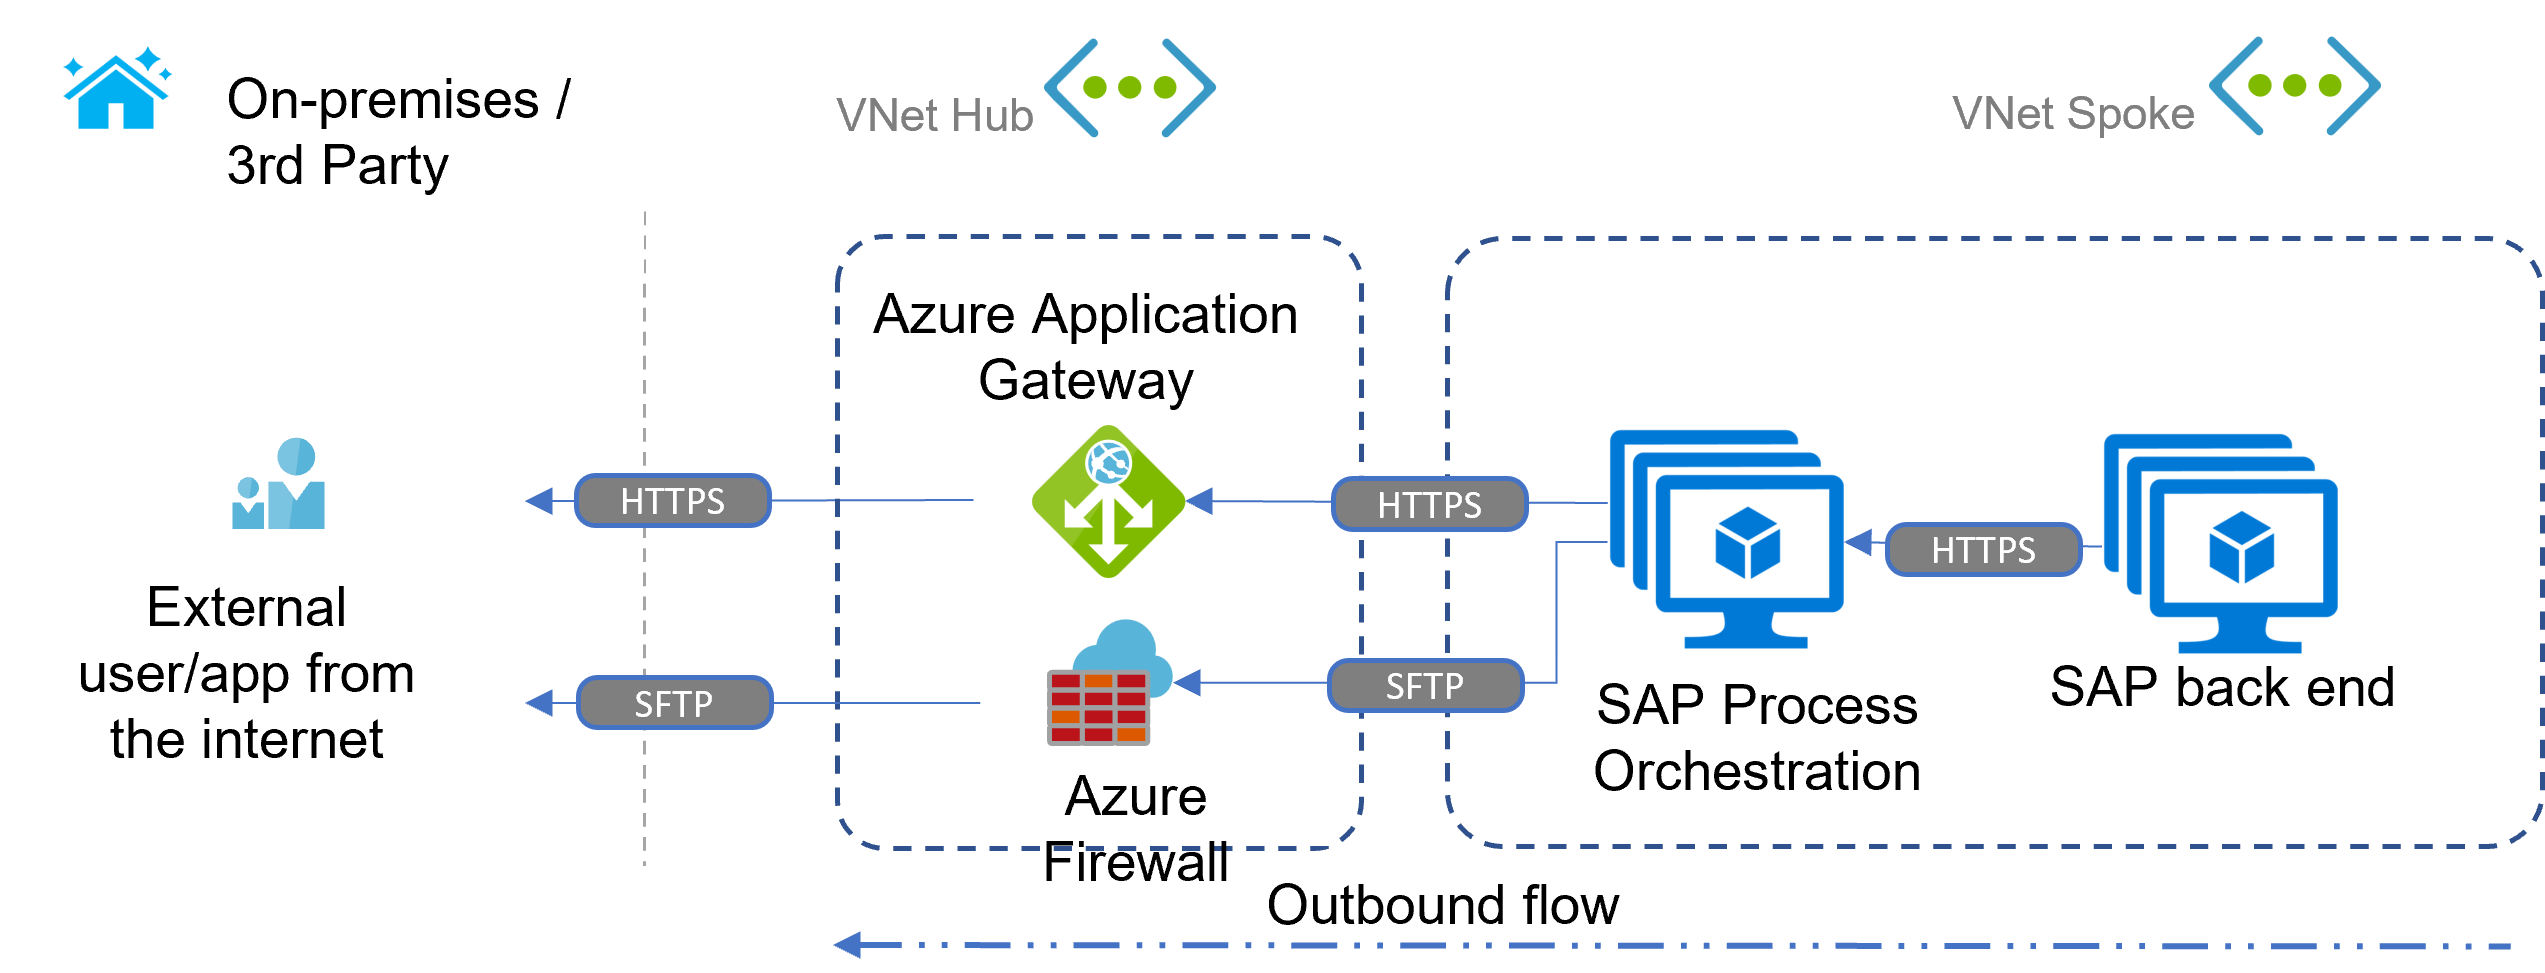 On-premises /
3rd Party
VNet Hub
VNet Spoke
Azure Application
Gateway
HTTPS
HTTPS
HTTPS
External
user/app from
the internet
SFTP
SFTP
SAP Process
Orchestration
SAP back end
Azure
Firewall
Outbound flow